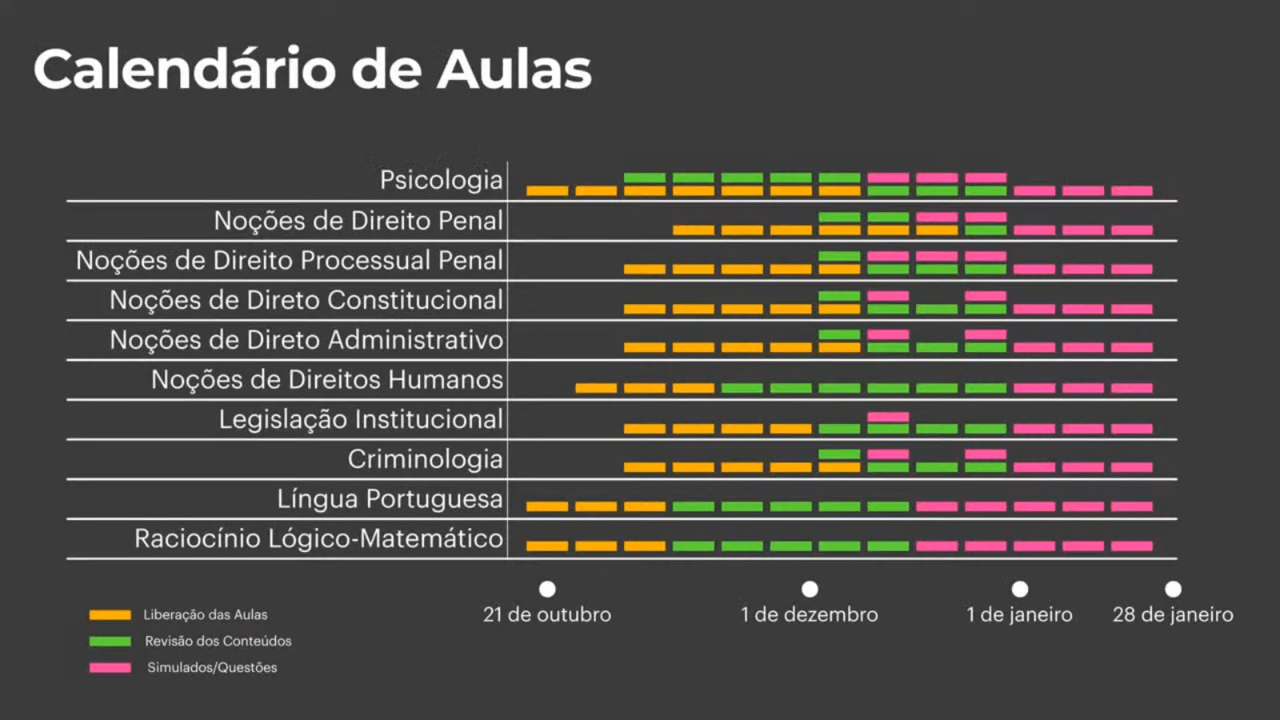 Calendário de Aulas
Psicologia
Noções de Direito Penal
Noções de Direito Processual Penal
Noções de Direto Constitucional
Noções de Direto Administrativo
Noções de Direitos Humanos
Legislação Institucional
Criminologia
Língua Portuguesa
Raciocínio Lógico-Matemático
21 de outubro 1 de dezembro 1 de janeiro 28 de janeiro
Liberação das Aulas
Revisão dos Conteúdos
Simulados/Questões